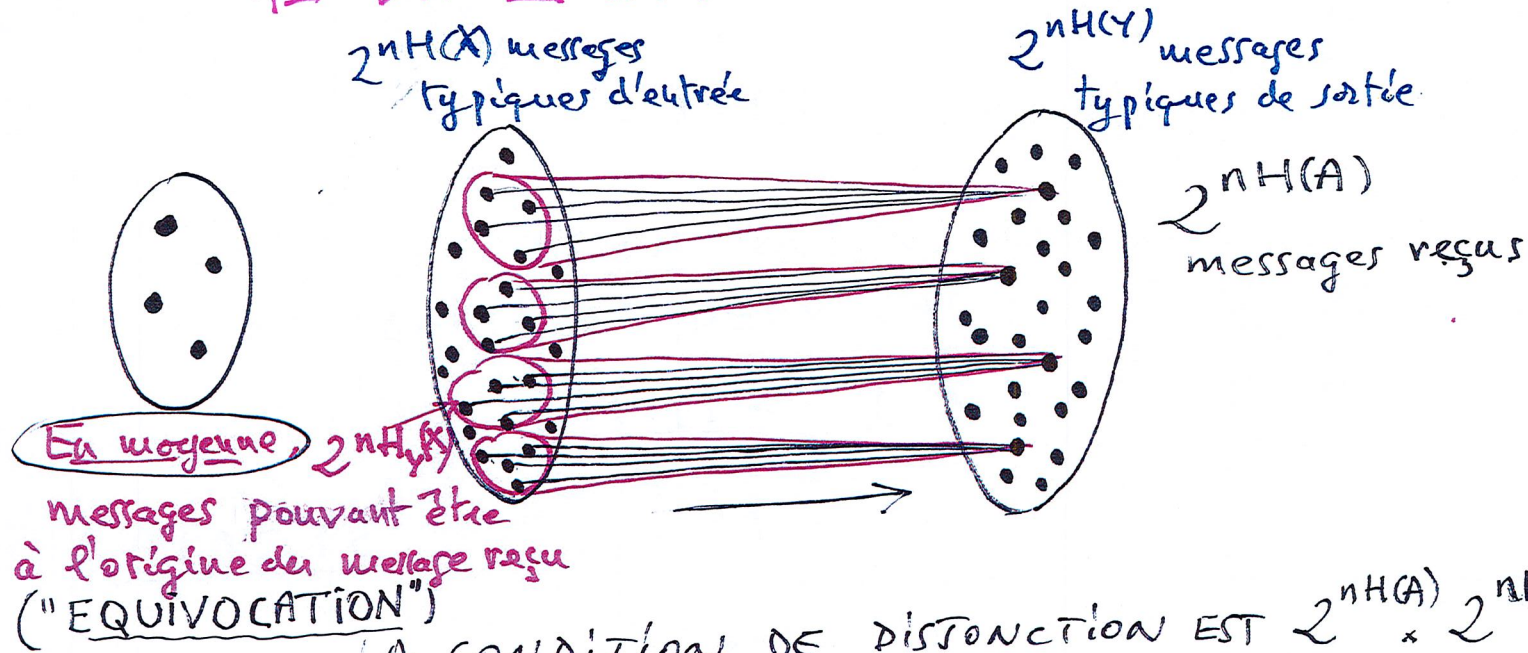 2^{nH(X)} messages
typiques d'entrée
2^{nH(Y)} messages
typiques de sortie
2^{nH(A)}
messages reçus
En moyenne, 2^{nH_y(X)}
messages pouvant être
à l'origine du message reçu
("EQUIVOCATION")
LA CONDITION DE DISJONCTION EST 2^{nH(A)} × 2